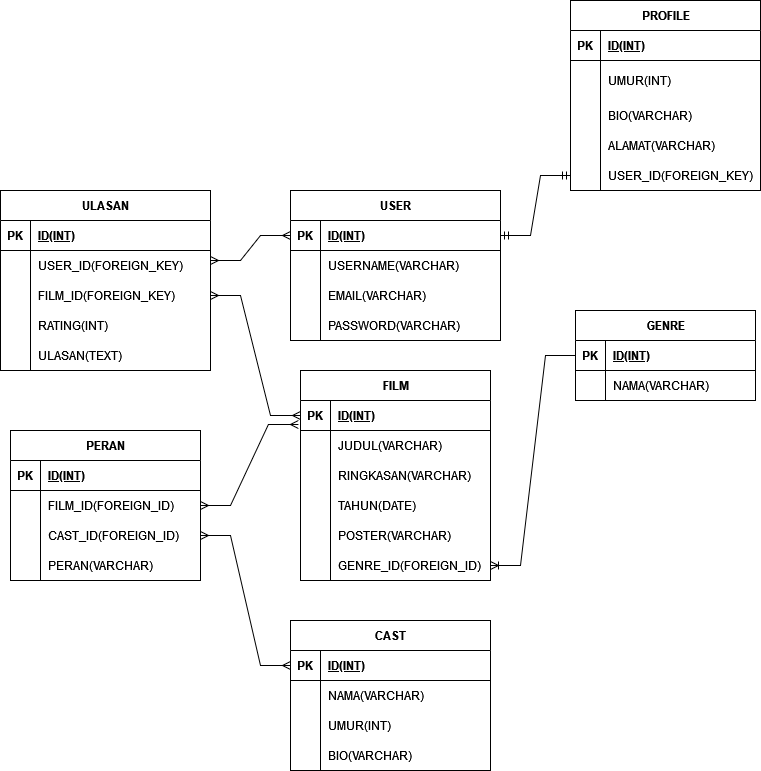 PROFILE
PK ID(INT)
UMUR(INT)
BIO(VARCHAR)
ALAMAT(VARCHAR)
USER_ID(FOREIGN_KEY)
ULASAN
PK ID(INT)
USER_ID(FOREIGN_KEY)
FILM_ID(FOREIGN_KEY)
RATING(INT)
ULASAN(TEXT)
USER
PK ID(INT)
USERNAME(VARCHAR)
EMAIL(VARCHAR)
PASSWORD(VARCHAR)
GENRE
PK ID(INT)
NAMA(VARCHAR)
FILM
PK ID(INT)
JUDUL(VARCHAR)
RINGKASAN(VARCHAR)
TAHUN(DATE)
POSTER(VARCHAR)
GENRE_ID(FOREIGN_ID)
PERAN
PK ID(INT)
FILM_ID(FOREIGN_ID)
CAST_ID(FOREIGN_ID)
PERAN(VARCHAR)
CAST
PK ID(INT)
NAMA(VARCHAR)
UMUR(INT)
BIO(VARCHAR)